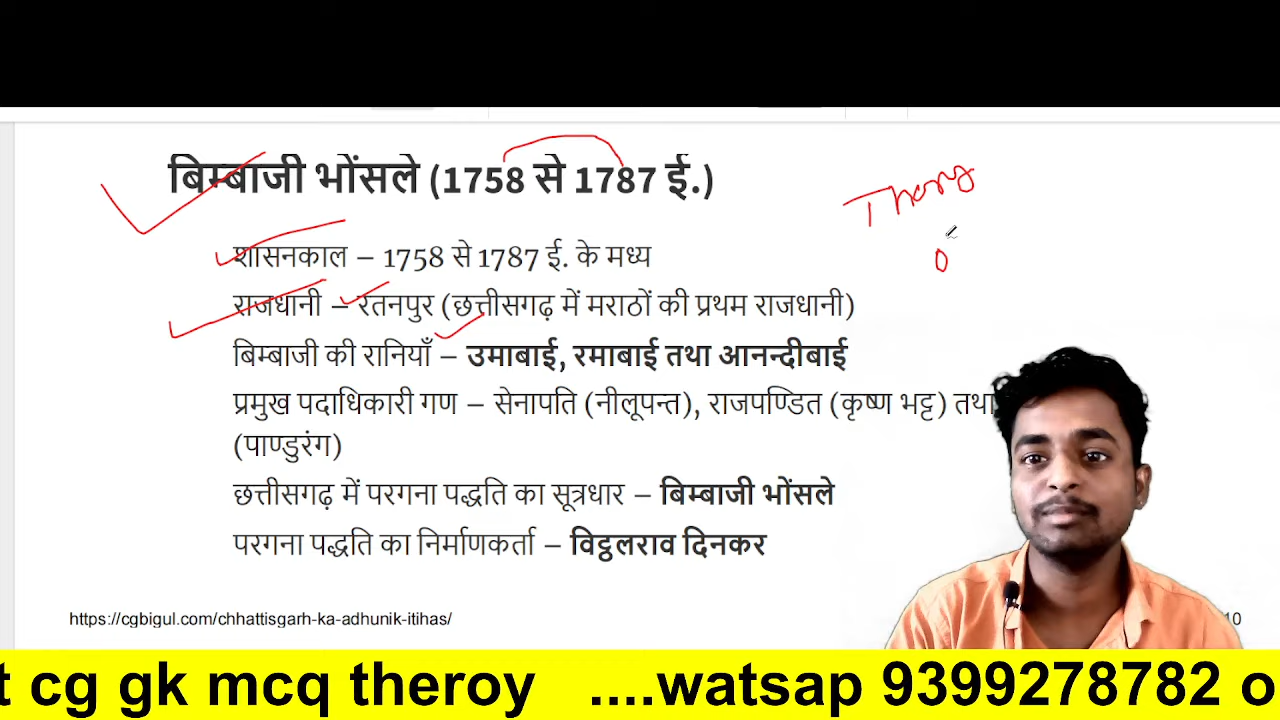 बिम्बाजी भोंसले (1758 से 1787 ई.)
Thory
0
शासनकाल – 1758 से 1787 ई. के मध्य
राजधानी – रतनपुर (छत्तीसगढ़ में मराठों की प्रथम राजधानी)
बिम्बाजी की रानियाँ – उमाबाई, रमाबाई तथा आनन्दीबाई
प्रमुख पदाधिकारी गण – सेनापति (नीलूपन्त), राजपण्डित (कृष्ण भट्ट) तथा
(पाण्डुरंग)
छत्तीसगढ़ में परगना पद्धति का सूत्रधार – बिम्बाजी भोंसले
परगना पद्धति का निर्माणकर्ता – विट्ठलराव दिनकर
https://cgbigul.com/chhattisgarh-ka-adhunik-itihas/
10
t cg gk mcq theroy ....watsap 9399278782 o